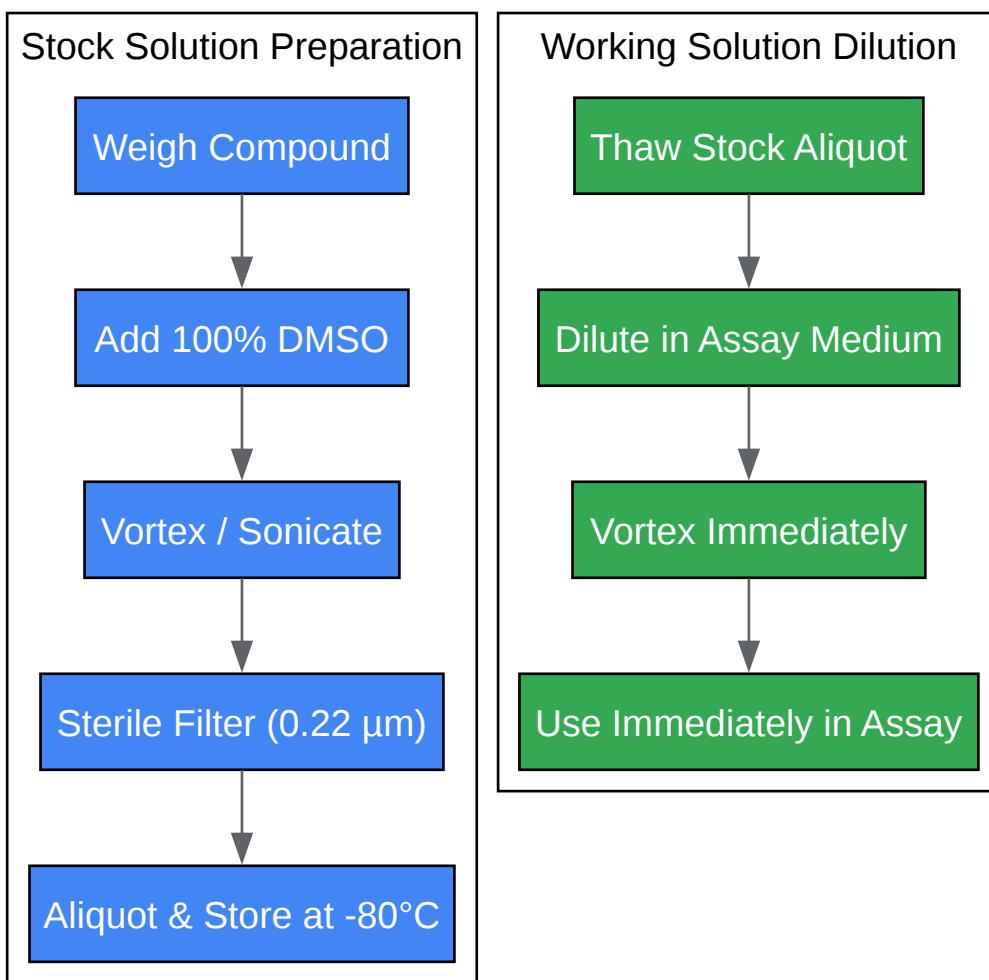 Stock Solution Preparation
Weigh Compound
Add 100% DMSO
Vortex / Sonicate
Sterile Filter (0.22 µm)
Aliquot & Store at -80°C
Working Solution Dilution
Thaw Stock Aliquot
Dilute in Assay Medium
Vortex Immediately
Use Immediately in Assay